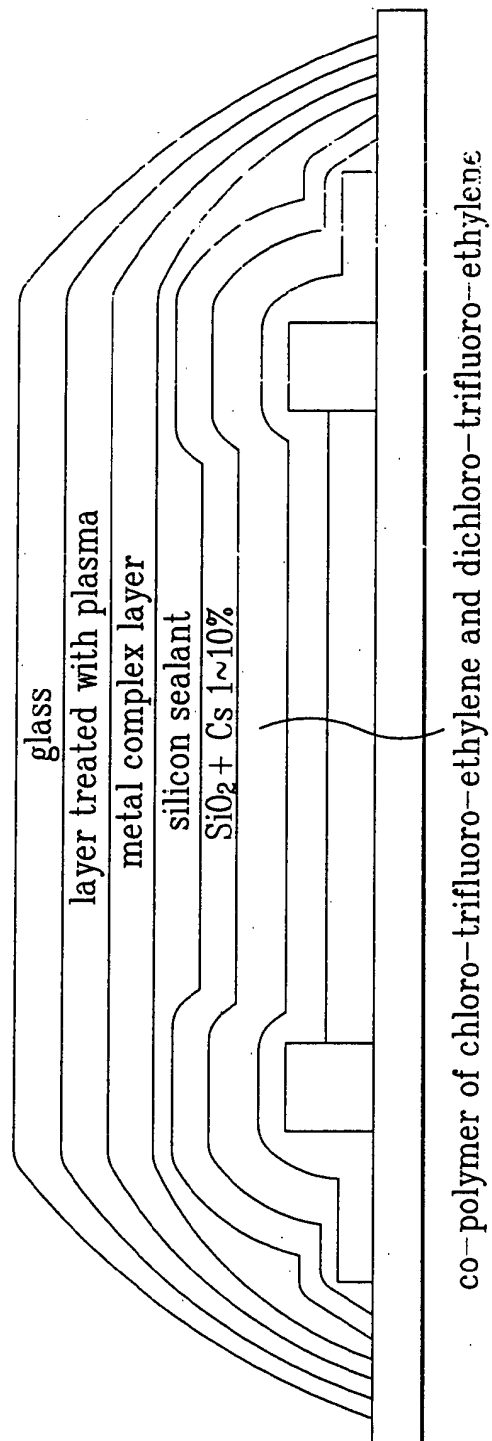 glass
layer treated with plasma
metal complex layer
silicon sealant
SiO₂ + Cs 1~10%
co-polymer of chloro-trifluoro-ethylene and dichloro-trifluoro-ethylene